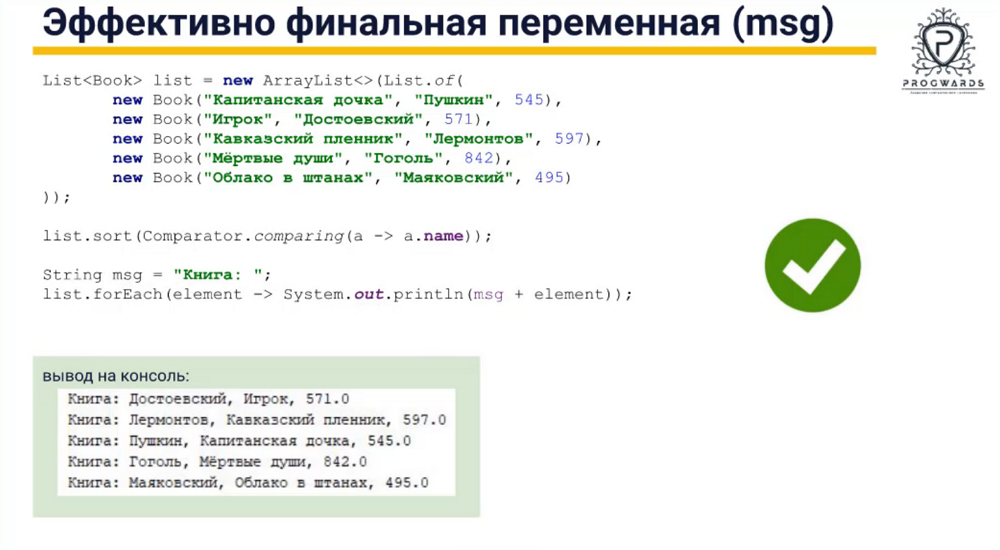 Эффективно финальная переменная (msg)
PROGWARDS
List<Book> list = new ArrayList<>(List.of(
new Book("Капитанская дочка", "Пушкин", 545),
new Book("Игрок", "Достоевский", 571),
new Book("Кавказский пленник", "Лермонтов", 597),
new Book("Мёртвые души", "Гоголь", 842),
new Book("Облако в штанах", "Маяковский", 495)
));
list.sort(Comparator.comparing(a -> a.name));
String msg = "Книга: ";
list.forEach(element -> System.out.println(msg + element));
вывод на консоль:
Книга: Достоевский, Игрок, 571.0
Книга: Лермонтов, Кавказский пленник, 597.0
Книга: Пушкин, Капитанская дочка, 545.0
Книга: Гоголь, Мёртвые души, 842.0
Книга: Маяковский, Облако в штанах, 495.0